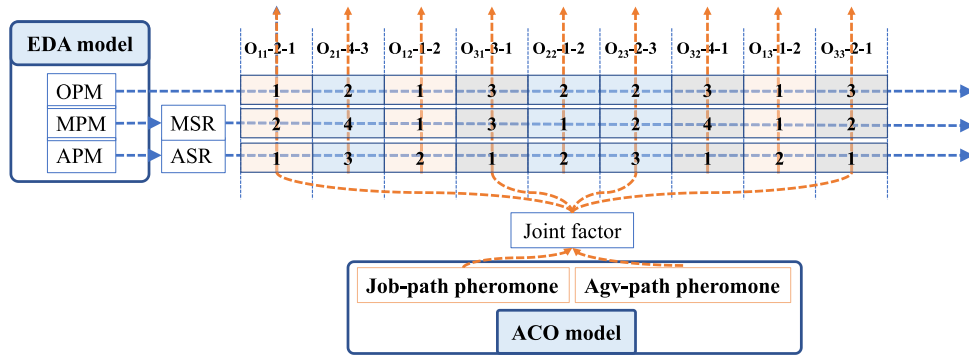 EDA model
O11-2-1 O21-4-3 O12-1-2 O31-3-1 O22-1-2 O23-2-3 O32-4-1 O13-1-2 O33-2-1
OPM 1 2 1 3 2 2 3 1 3
MPM MSR 2 4 1 3 1 2 4 1 2
APM ASR 1 3 2 1 2 3 1 2 1
Joint factor
Job-path pheromone Agv-path pheromone
ACO model